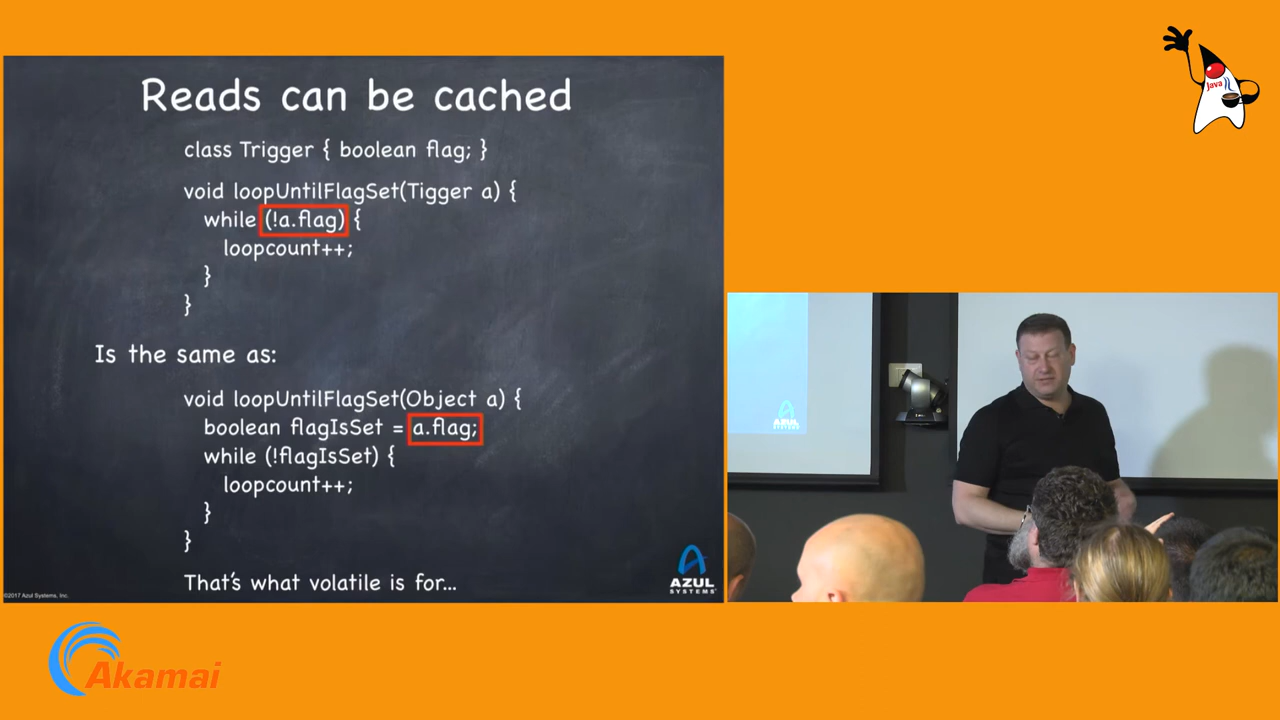 Reads can be cached
class Trigger { boolean flag; }
void loopUntilFlagSet(Tigger a) {
while (!a.flag) {
loopcount++;
}
}
Is the same as:
void loopUntilFlagSet(Object a) {
boolean flagIsSet = a.flag;
while (!flagIsSet) {
loopcount++;
}
}
That's what volatile is for...
©2017 Azul Systems, Inc.
AZUL
SYSTEMS
Java
AZUL
SYSTEMS
Akamai